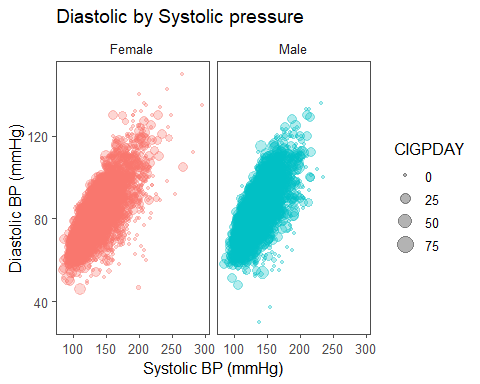 Diastolic by Systolic pressure
Female
Male
Diastolic BP (mmHg)
120
80
40
100 150 200 250 300
100 150 200 250 300
Systolic BP (mmHg)
CIGPDAY
0
25
50
75